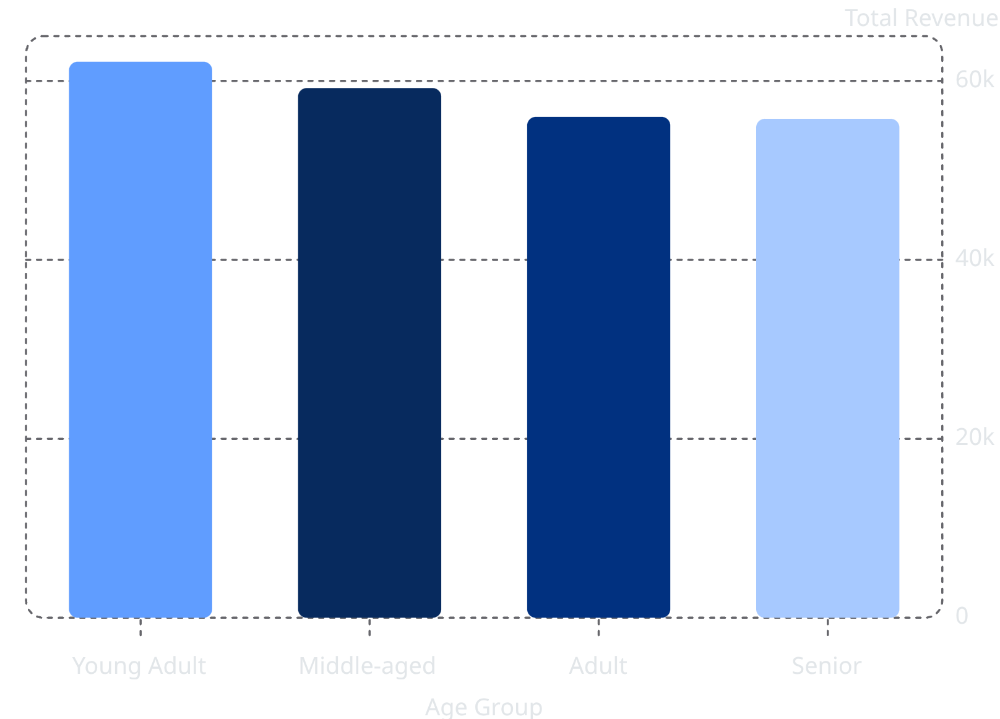 Total Revenue
60k
40k
20k
0
Young Adult
Middle-aged
Adult
Senior
Age Group